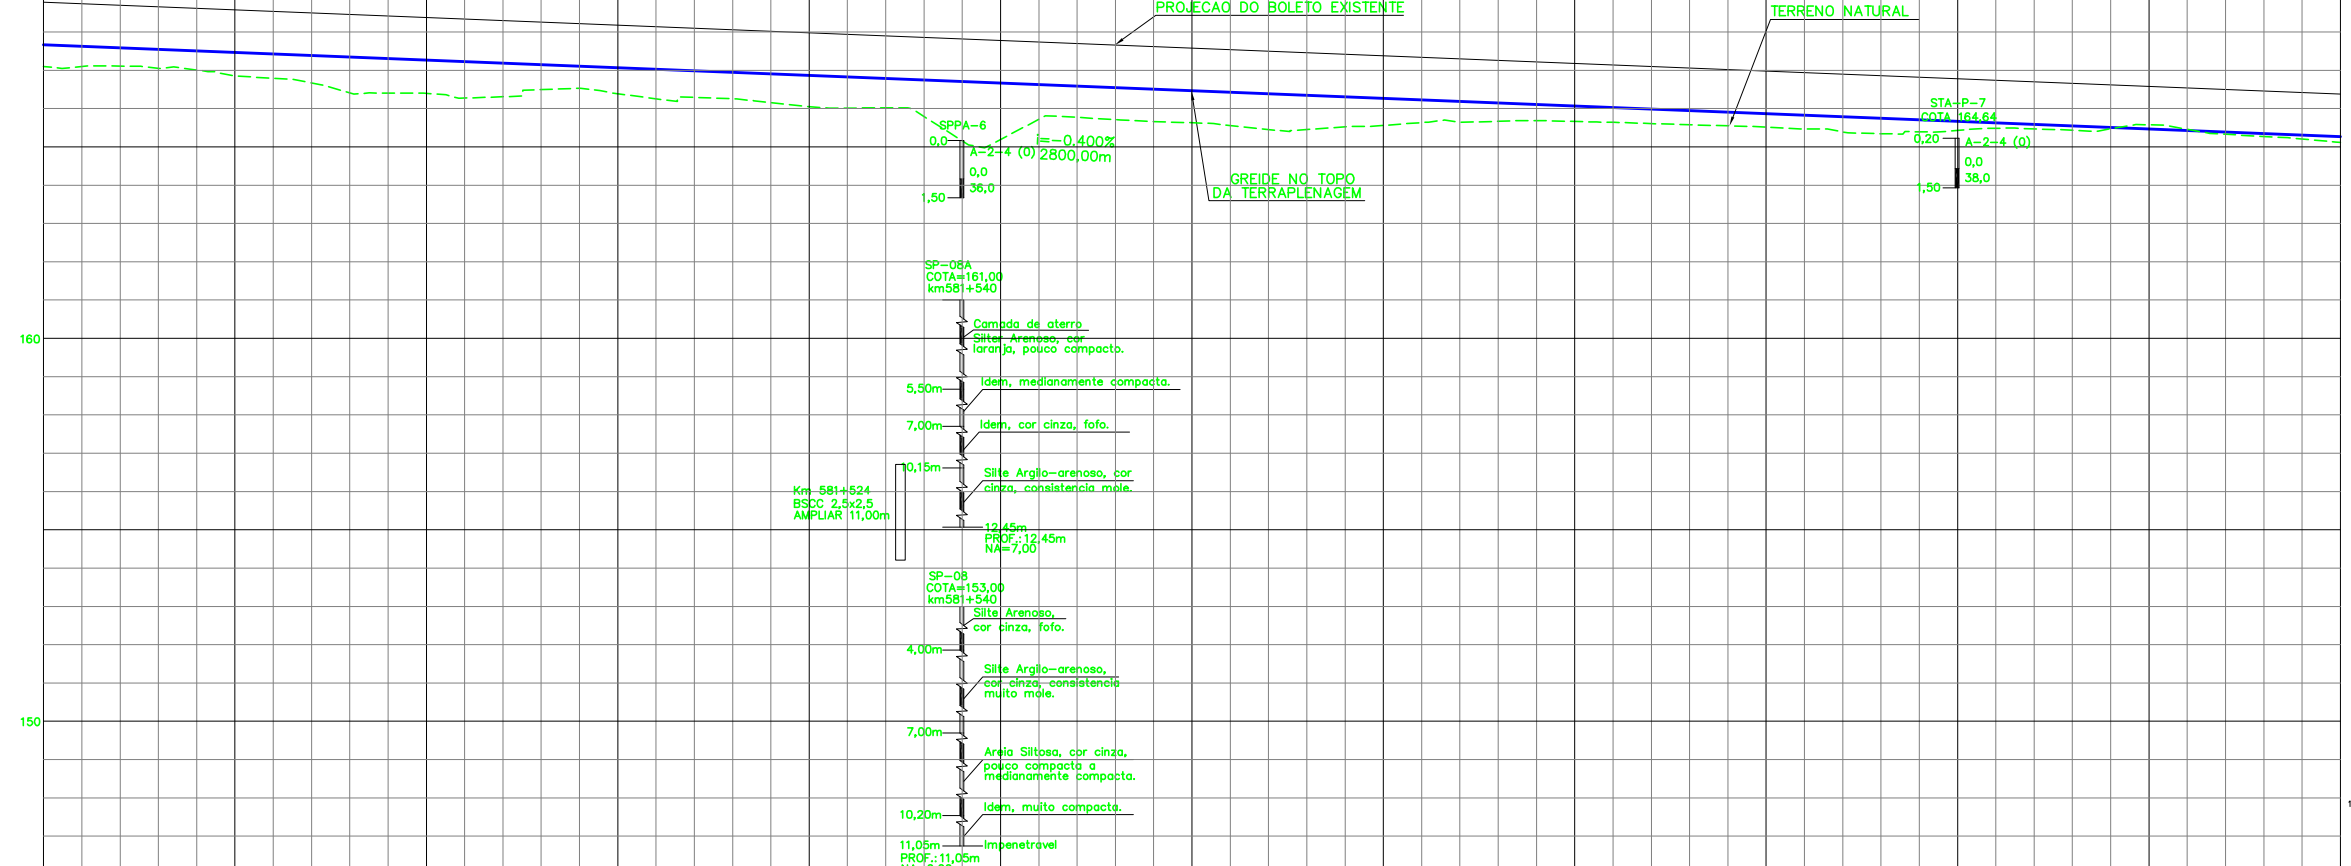 PROJECAO DO BOLETO EXISTENTE
TERRENO NATURAL
STA-P-7
COTA 164,64
0,20
A-2-4 (0)
0,0
38,0
1,50
SPPA-6
0,0
A-2-4 (0)
0,0
36,0
1,50
i=-0.400%
2800,00m
GREIDE NO TOPO
DA TERRAPLENAGEM
SP-08A
COTA=161,00
km581+540
Camada de aterro
Silter Arenoso, cor
laranja, pouco compacto.
160
5,50m
Idem, medianamente compacta.
7,00m
Idem, cor cinza, fofo.
10,15m
Silte Argilo-arenoso, cor
cinza, consistencia mole.
Km 581+524
BSCC 2,5x2,5
AMPLIAR 11,00m
12,45m
PROF.:12,45m
NA=7,00
SP-08
COTA=153,00
km581+540
Silte Arenoso,
cor cinza, fofo.
4,00m
Silte Argilo-arenoso,
cor cinza, consistencia
muito mole.
150
7,00m
Areia Siltosa, cor cinza,
pouco compacta a
medianamente compacta.
10,20m
Idem, muito compacta.
11,05m
Impenetravel
PROF.:11,05m